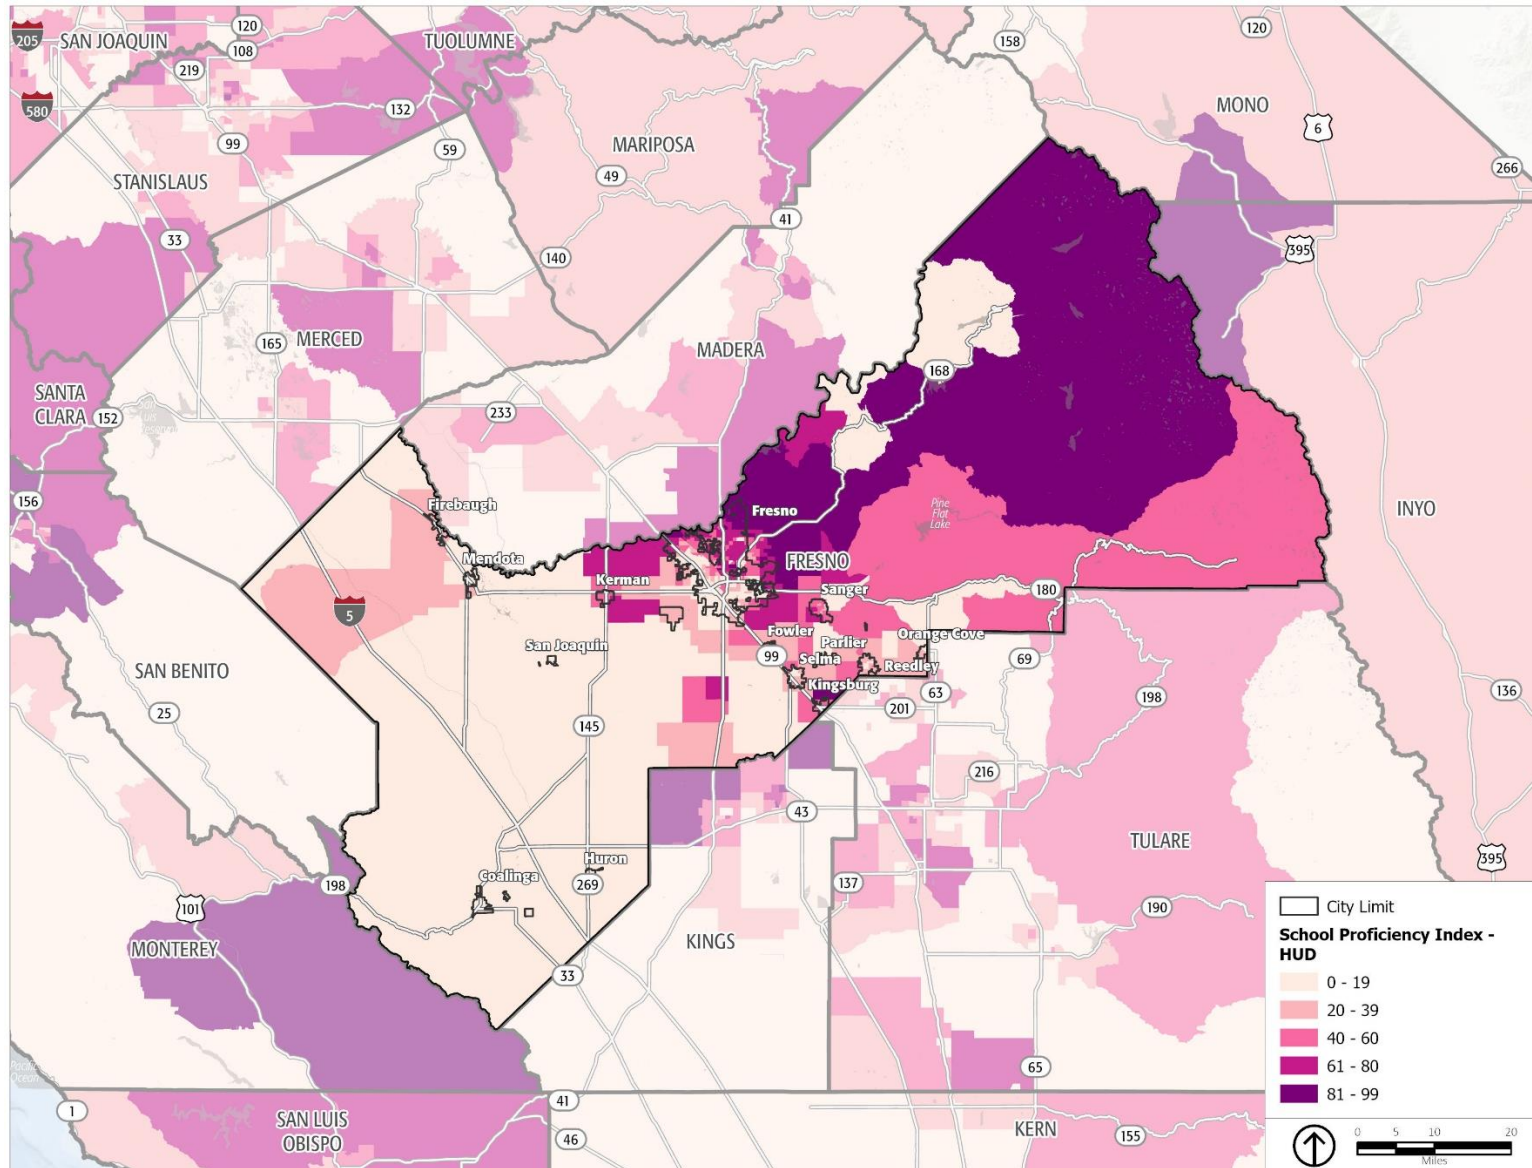 205
SAN JOAQUIN
120
108
TUOLUMNE
158
120
219
580
132
MONO
6
99
59
MARIPOSA
266
STANISLAUS
49
41
33
395
140
165
MERCED
MADERA
168
SANTA
CLARA
152
233
156
Firebaugh
Pine
Flat
Lake
INYO
Fresno
Mendota
FRESNO
Kerman
Sanger
180
5
Fowler
Orange Cove
San Joaquin
Parlier
99
Selma
Reedley
69
SAN BENITO
Kingsburg
63
198
136
201
25
145
216
43
TULARE
395
Huron
Coalinga
198
269
137
101
190
MONTEREY
KINGS
33
65
Pacific
Ocean
1
SAN LUIS
OBISPO
41
46
KERN
155
City Limit
School Proficiency Index -
HUD
0 - 19
20 - 39
40 - 60
61 - 80
81 - 99
0 5 10 20
Miles